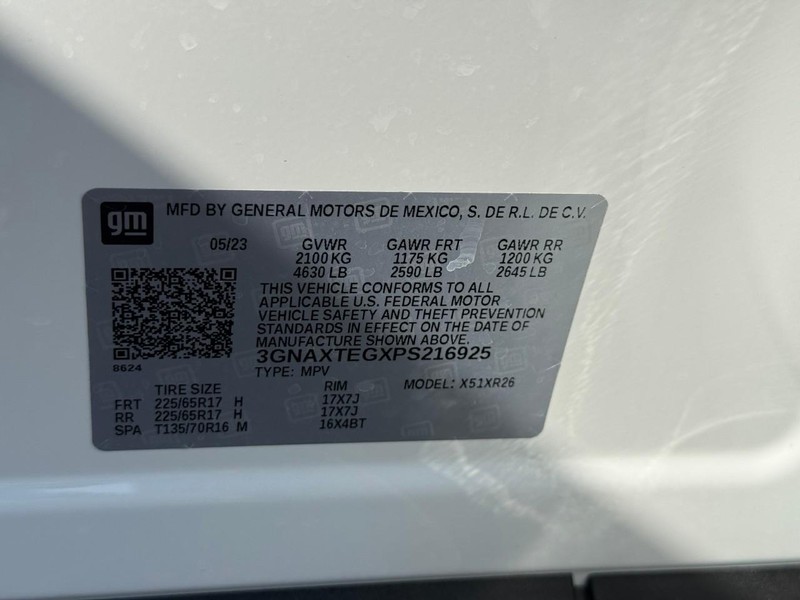 gm MFD BY GENERAL MOTORS DE MEXICO, S. DE R.L. DE C.V.
05/23 GVWR GAWR FRT GAWR RR
2100 KG 1175 KG 1200 KG
4630 LB 2590 LB 2645 LB
THIS VEHICLE CONFORMS TO ALL
APPLICABLE U.S. FEDERAL MOTOR
VEHICLE SAFETY AND THEFT PREVENTION
STANDARDS IN EFFECT ON THE DATE OF
MANUFACTURE SHOWN ABOVE.
3GNAXTEGXPS216925
8624 TYPE: MPV MODEL: X51XR26
TIRE SIZE RIM
FRT 225/65R17 H 17X7J
RR 225/65R17 H 17X7J
SPA T135/70R16 M 16X4BT